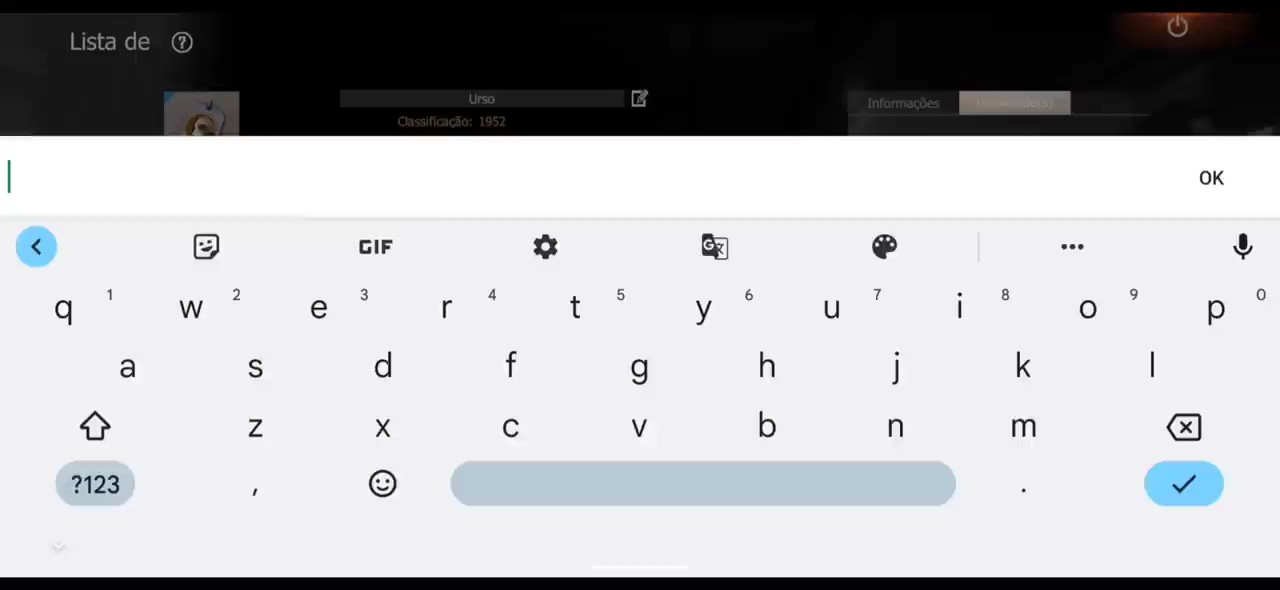 Lista de ?
Urso
Classificação: 1952
Informações
OK
GIF
q 1 w 2 e 3 r 4 t 5 y 6 u 7 i 8 o 9 p 0
a s d f g h j k l
z x c v b n m
?123 , .